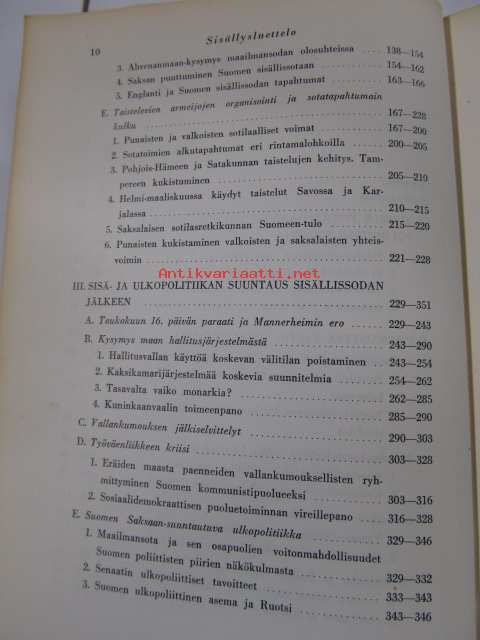 10 Sisällysluettelo
3. Ahvenanmaan-kysymys maailmansodan olosuhteissa .... 138—154
4. Saksan puuttuminen Suomen sisällissotaan ........ 154—162
5. Englanti ja Suomen sisällissodan tapahtumat ........ 163—166
E. Taistelevien armeijojen organisointi ja sotatapahtumain
kulku ........ 167—228
1. Punaisten ja valkoisten sotilaalliset voimat ........ 167—200
2. Sotatoimien alkutapahtumat eri rintamalohkoilla ........ 200—205
3. Pohjois-Hämeen ja Satakunnan taistelujen kehitys. Tam-
pereen kukistuminen ........ 205—210
4. Helmi-maaliskuussa käydyt taistelut Savossa ja Kar-
jalassa ........ 210—215
5. Saksalaisen sotilasretkikunnan Suomeen-tulo ........ 215—220
6. Punaisten kukistaminen valkoisten ja saksalaisten yhteis-
voimin ........ 221—228
Antikvariaatti.net
III. SISÄ- JA ULKOPOLITIIKAN SUUNTAUS SISÄLLISSODAN
JÄLKEEN ........ 229—351
A. Toukokuun 16. päivän paraati ja Mannerheimin ero ........ 229—243
B. Kysymys maan hallitusjärjestelmästä ........ 243—290
1. Hallitusvallan käyttöä koskevan välitilan poistaminen .... 243—254
2. Kaksikamarijärjestelmää koskevia suunnitelmia ........ 254—262
3. Tasavalta vaiko monarkia? ........ 262—285
4. Kuninkaanvaalin toimeenpano ........ 285—290
C. Vallankumouksen jälkiselvittelyt ........ 290—303
D. Työväenliikkeen kriisi ........ 303—328
1. Eräiden maasta paenneiden vallankumouksellisten ryh-
mittyminen Suomen kommunistipuolueeksi ........ 303—316
2. Sosiaalidemokraattisen puoluetoiminnan vireillepano .... 316—328
E. Suomen Saksaan-suuntautuva ulkopolitiikka ........ 329—346
1. Maailmansota ja sen osapuolien voitonmahdollisuudet
Suomen poliittisten piirien näkökulmasta ........ 329—332
2. Senaatin ulkopoliittiset tavoitteet ........ 333—343
3. Suomen ulkopoliittinen asema ja Ruotsi ........ 343—346